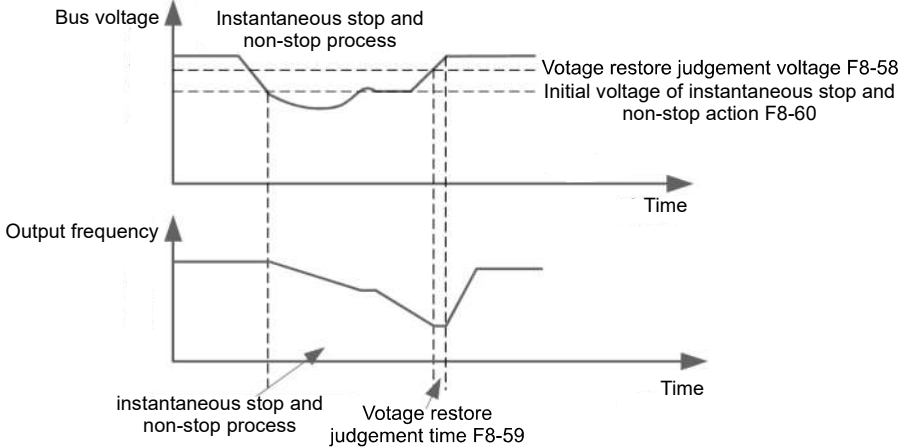 Bus voltage
Instantaneous stop and
non-stop process
Votage restore judgement voltage F8-58
Initial voltage of instantaneous stop and
non-stop action F8-60
Time
Output frequency
Time
instantaneous stop and
non-stop process
Votage restore
judgement time F8-59